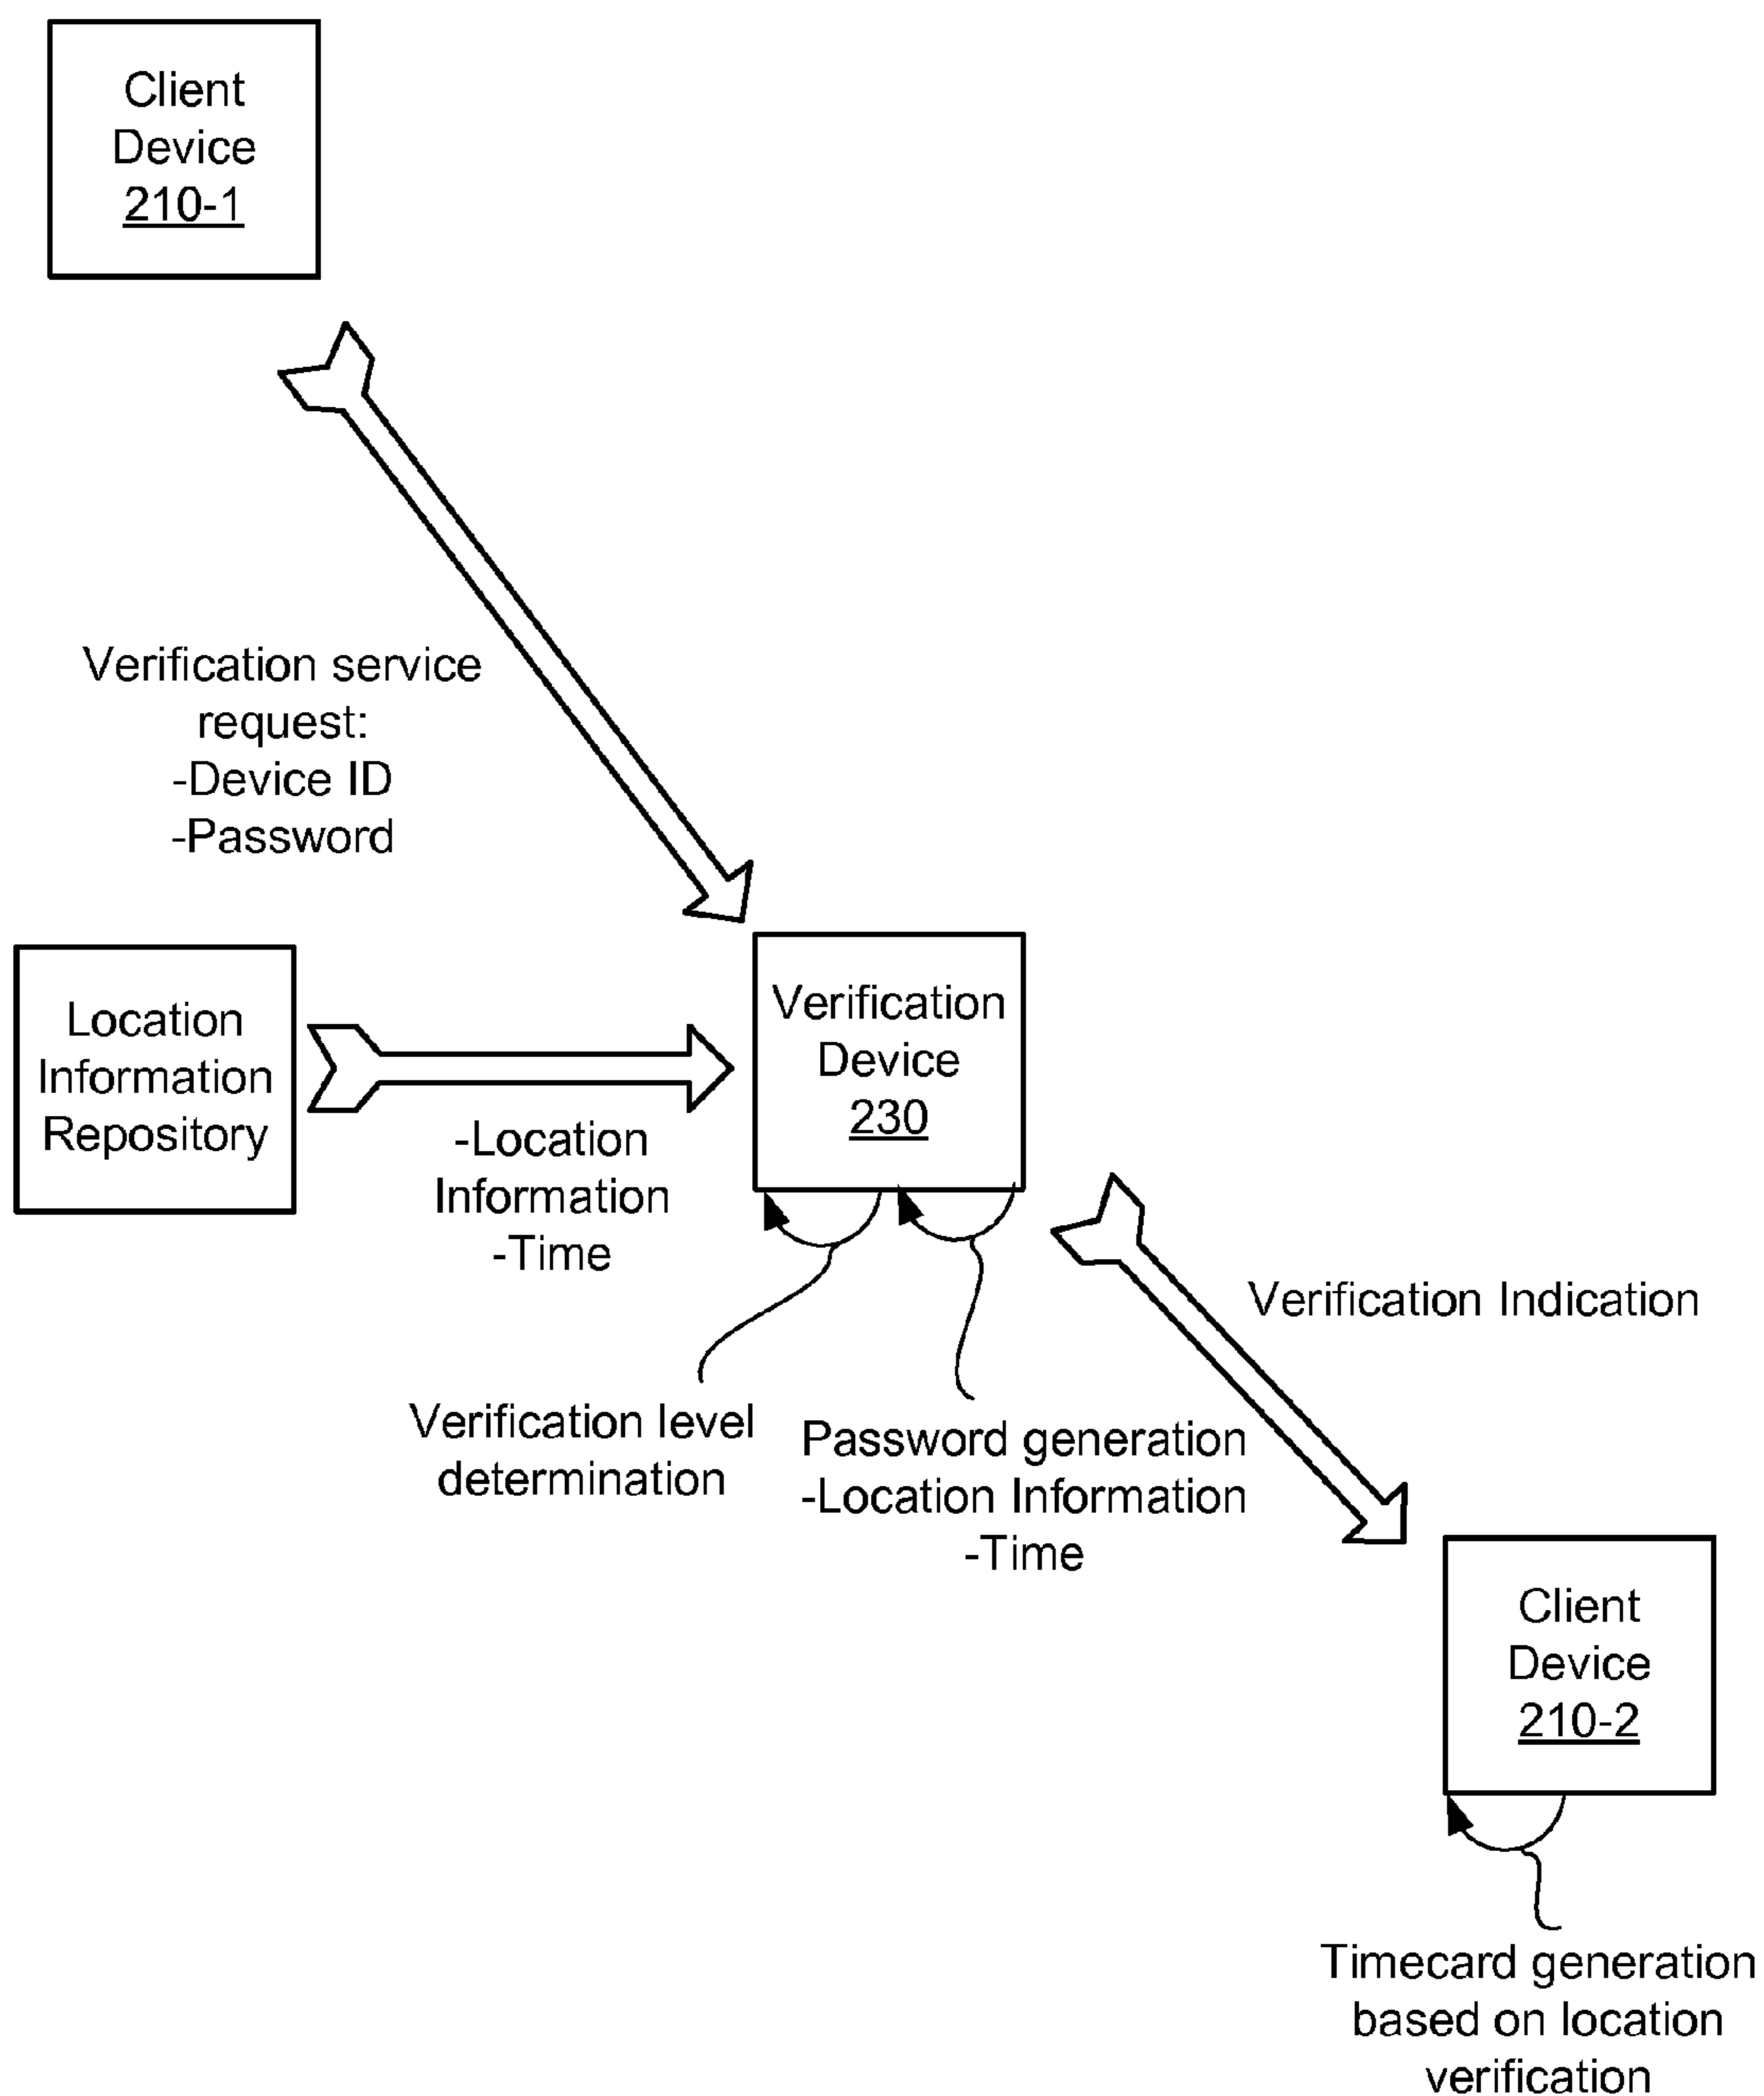 Client
Device
210-1
Verification service
request:
-Device ID
-Password
Location
Information
Repository
-Location
Information
-Time
Verification
Device
230
Verification level
determination
Password generation
-Location Information
-Time
Verification Indication
Client
Device
210-2
Timecard generation
based on location
verification